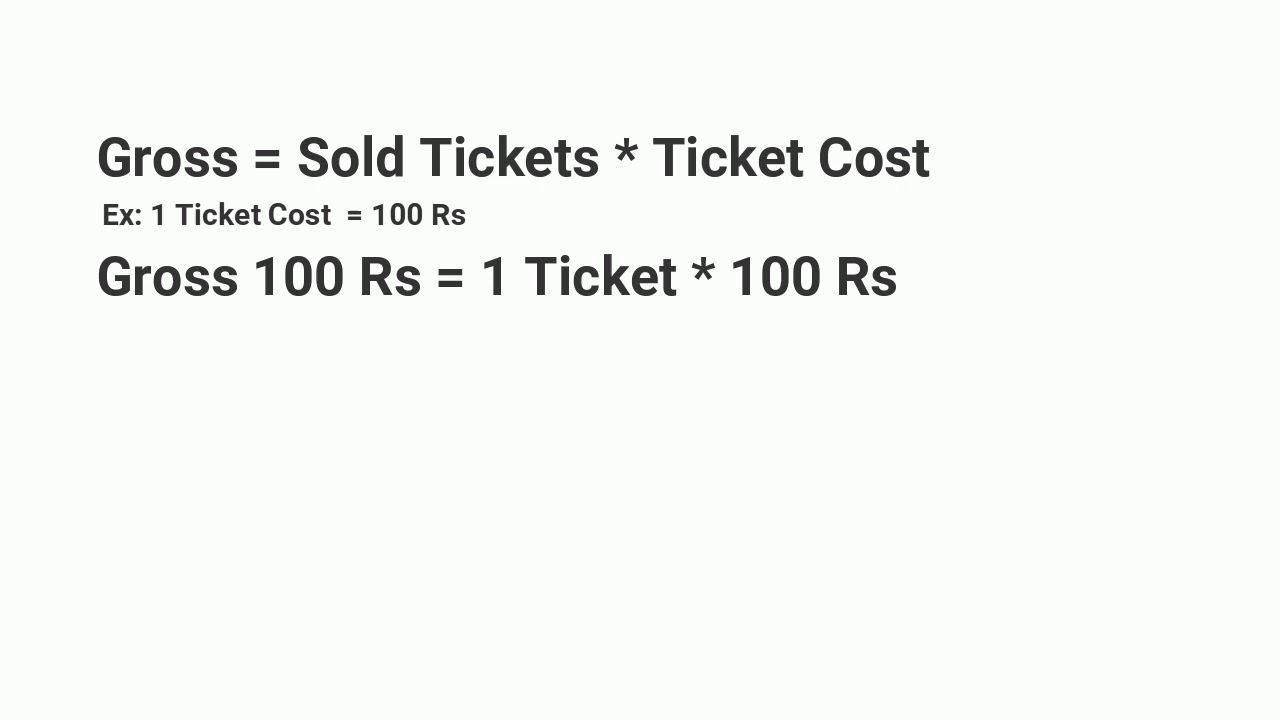 Gross = Sold Tickets * Ticket Cost
Ex: 1 Ticket Cost  = 100 Rs
Gross 100 Rs = 1 Ticket * 100 Rs